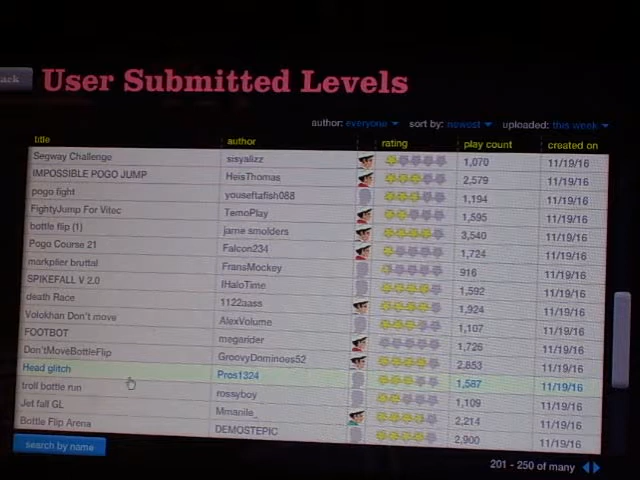 ack
User Submitted Levels
author: everyone sort by: newest uploaded: this week
title author rating play count created on
Segway Challenge sisyalizz 1,070 11/19/16
IMPOSSIBLE POGO JUMP HeisThomas 2,579 11/19/16
pogo fight youseftafish088 1,194 11/19/16
FightyJump For Vitec TemoPlay 1,595 11/19/16
bottle flip (1) jame smolders 3,540 11/19/16
Pogo Course 21 Falcon234 1,724 11/19/16
markplier bruttal FransMockey 916 11/19/16
SPIKEFALL V 2.0 IHaloTime 1,592 11/19/16
death Race 1122aass 1,924 11/19/16
Volokhan Don't move AlexVolume 1,107 11/19/16
FOOTBOT megarider 1,726 11/19/16
Don'tMoveBottleFlip GroovyDominoes52 2,853 11/19/16
Head glitch Pros1324 1,587 11/19/16
troll bottle run rossyboy 1,109 11/19/16
Jet fall GL Mmanile_ 2,214 11/19/16
Bottle Flip Arena DEMOSTEPIC 2,900 11/19/16
search by name
201 - 250 of many